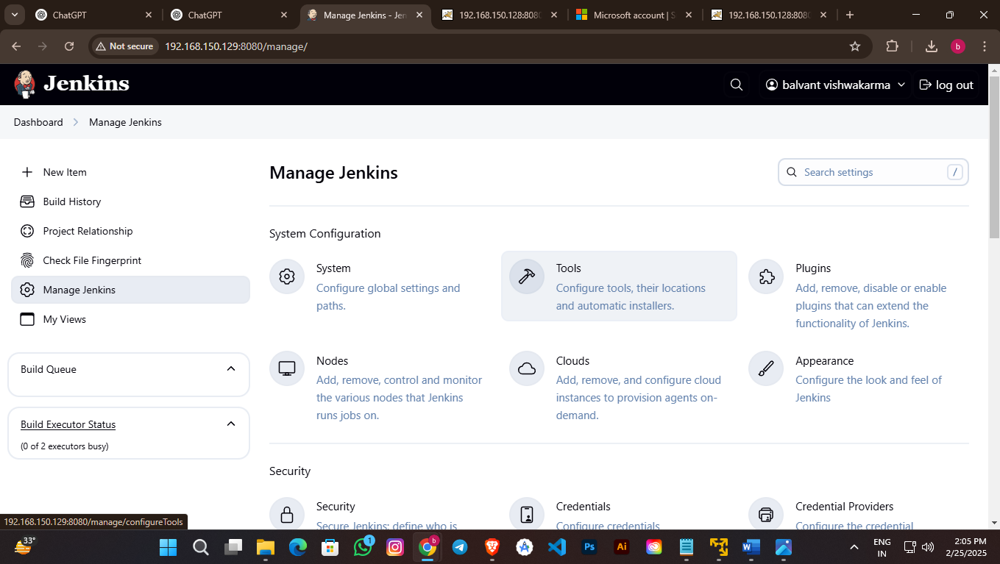 ChatGPT
ChatGPT
Manage Jenkins - Jen
192.168.150.128:8080
Microsoft account | S
192.168.150.128:8080
Not secure
192.168.150.129:8080/manage/
b
Jenkins
balvant vishwakarma
log out
Dashboard
Manage Jenkins
New Item
Build History
Project Relationship
Check File Fingerprint
Manage Jenkins
My Views
Build Queue
Build Executor Status
(0 of 2 executors busy)
Manage Jenkins
Search settings
/
System Configuration
System
Configure global settings and
paths.
Tools
Configure tools, their locations
and automatic installers.
Plugins
Add, remove, disable or enable
plugins that can extend the
functionality of Jenkins.
Nodes
Add, remove, control and monitor
the various nodes that Jenkins
runs jobs on.
Clouds
Add, remove, and configure cloud
instances to provision agents on-
demand.
Appearance
Configure the look and feel of
Jenkins
Security
Security
Secure Jenkins; define who is
Credentials
Configure credentials
Credential Providers
Configure the credential
192.168.150.129:8080/manage/configureTools
33°
1
b
Ps
Ai
W
ENG
IN
2:05 PM
2/25/2025